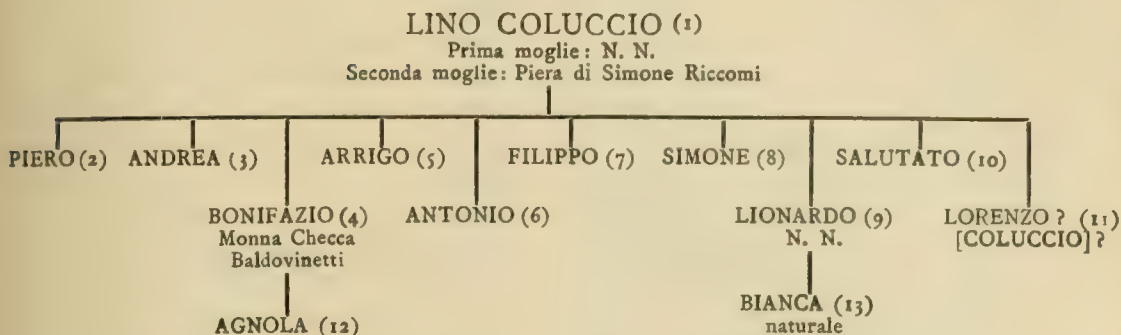 LINO COLUCCIO (1)
Prima moglie: N. N.
Seconda moglie: Piera di Simone Riccomi
PIERO (2) ANDREA (3) ARRIGO (5) FILIPPO (7) SIMONE (8) SALUTATO (10)
BONIFAZIO (4) ANTONIO (6) LIONARDO (9) LORENZO ? (11)
Monna Checca N. N. [COLUCCIO] ?
Baldovinetti
AGNOLA (12) BIANCA (13)
naturale